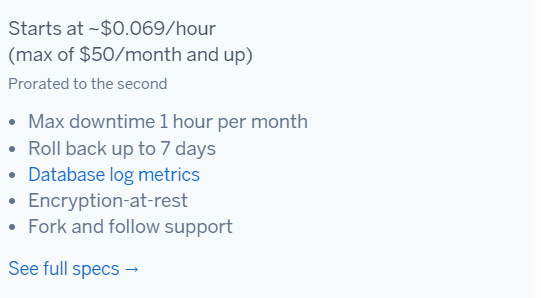 Starts at ~$0.069/hour
(max of $50/month and up)
Prorated to the second
• Max downtime 1 hour per month
• Roll back up to 7 days
• Database log metrics
• Encryption-at-rest
• Fork and follow support
See full specs →